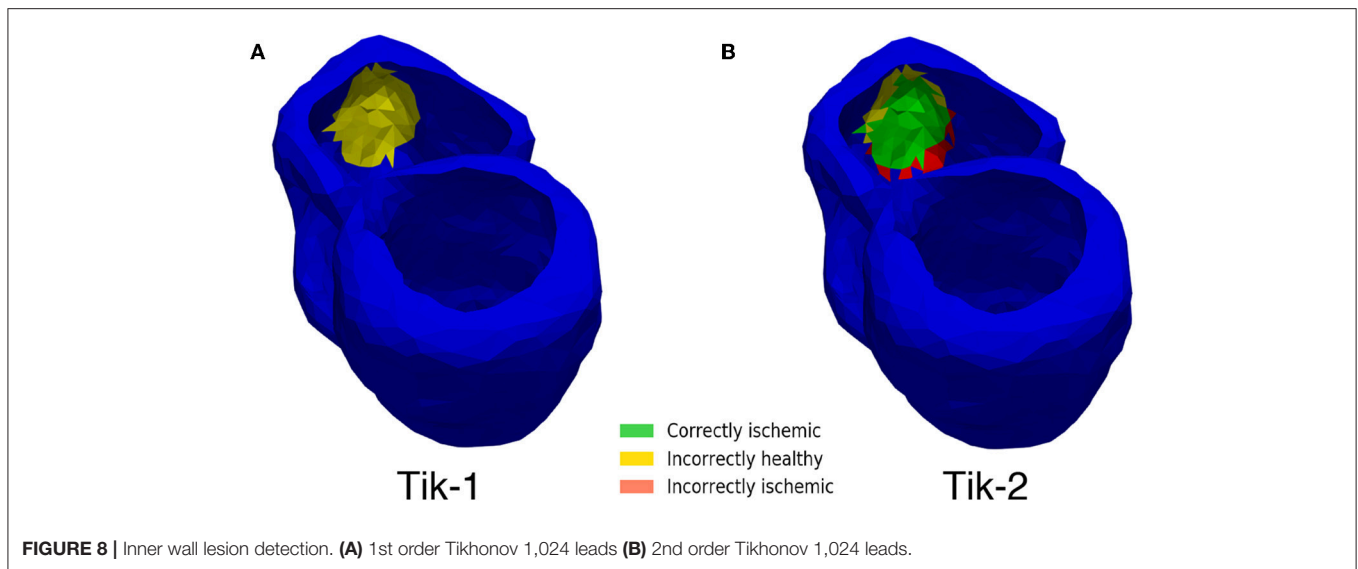 A
B
Correctly ischemic
Incorrectly healthy
Incorrectly ischemic
Tik-1
Tik-2
FIGURE 8 | Inner wall lesion detection. (A) 1st order Tikhonov 1,024 leads (B) 2nd order Tikhonov 1,024 leads.